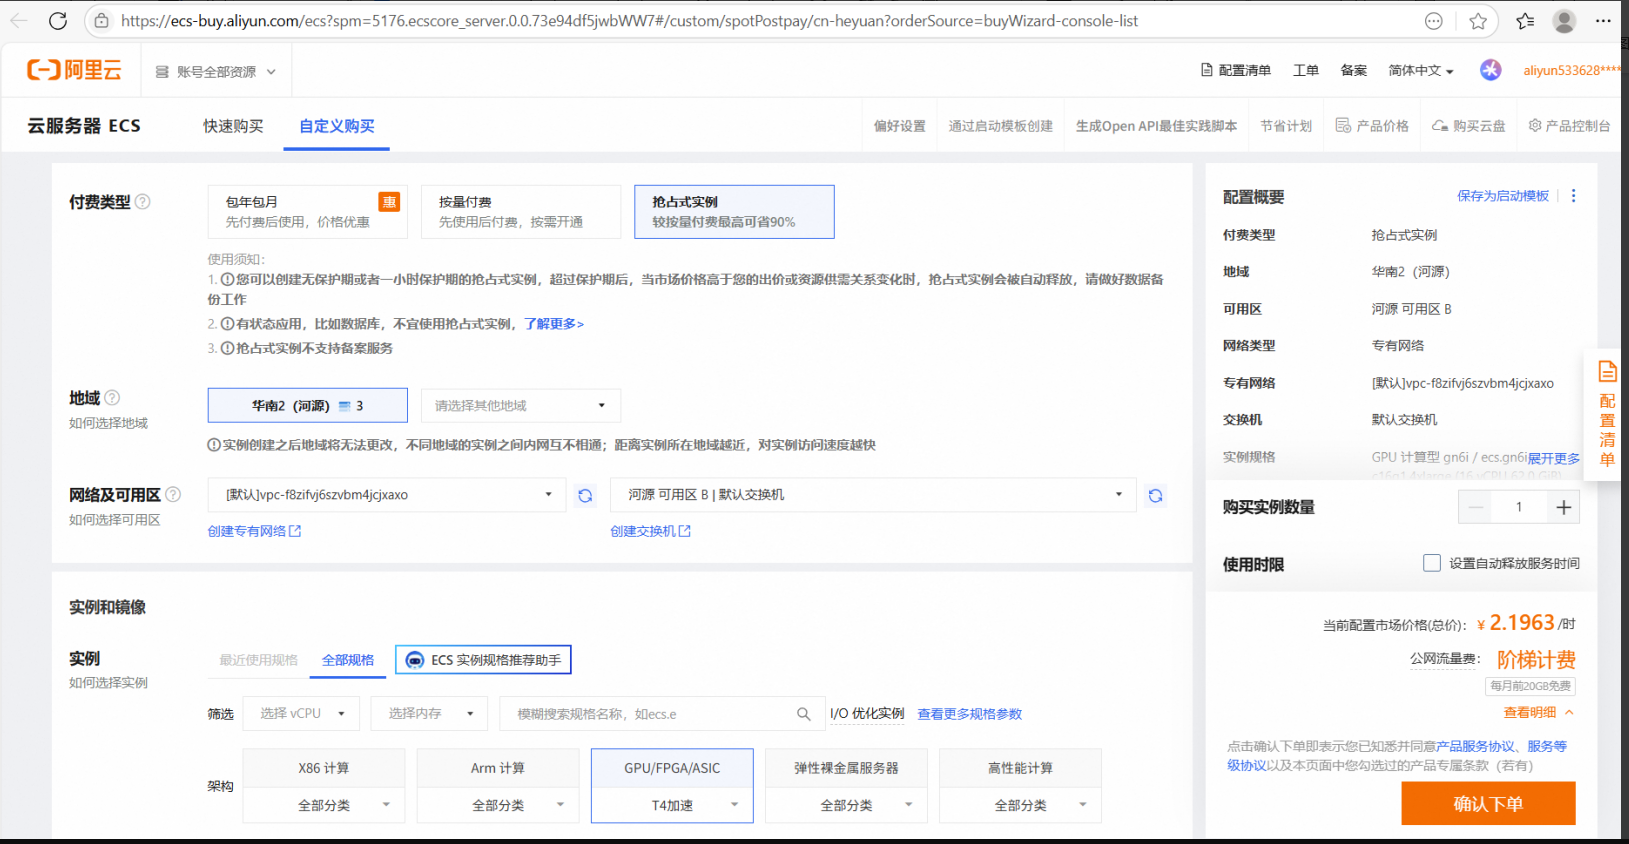 https://ecs-buy.aliyun.com/ecs?spm=5176.ecscore_server.0.0.73e94df5jwbWW7#/custom/spotPostpay/cn-heyuan?orderSource=buyWizard-console-list
阿里云
账号全部资源
配置清单
工单
备案
简体中文
aliyun533628****
云服务器 ECS
快速购买
自定义购买
偏好设置
通过启动模板创建
生成Open API最佳实践脚本
节省计划
产品价格
购买云盘
产品控制台
付费类型
包年包月
惠
先付费后使用，价格优惠
按量付费
先使用后付费，按需开通
抢占式实例
较按量付费最高可省90%
使用须知：
1. 您可以创建无保护期或者一小时保护期的抢占式实例，超过保护期后，当市场价格高于您的出价或资源供需关系变化时，抢占式实例会被自动释放，请做好数据备
份工作
2. 有状态应用，比如数据库，不宜使用抢占式实例，了解更多>
3. 抢占式实例不支持备案服务
地域
如何选择地域
华南2（河源） 3
请选择其他地域
实例创建之后地域将无法更改，不同地域的实例之间内网互不相通；距离实例所在地域越近，对实例访问速度越快
网络及可用区
如何选择可用区
[默认]vpc-f8zifvj6szvbm4jcjxaxo
河源 可用区 B | 默认交换机
创建专有网络
创建交换机
实例和镜像
实例
如何选择实例
最近使用规格
全部规格
ECS 实例规格推荐助手
筛选
选择 vCPU
选择内存
模糊搜索规格名称，如ecs.e
I/O 优化实例
查看更多规格参数
架构
X86 计算
全部分类
Arm 计算
全部分类
GPU/FPGA/ASIC
T4加速
弹性裸金属服务器
全部分类
高性能计算
全部分类
配置概要
保存为启动模板
付费类型 抢占式实例
地域 华南2（河源）
可用区 河源 可用区 B
网络类型 专有网络
专有网络 [默认]vpc-f8zifvj6szvbm4jcjxaxo
交换机 默认交换机
实例规格 GPU 计算型 gn6i / ecs.gn6i
展开更多
购买实例数量
1
使用时限
设置自动释放服务时间
当前配置市场价格(总价)： ¥ 2.1963 /时
公网流量费： 阶梯计费
每月前20GB免费
查看明细
点击确认下单即表示您已知悉并同意产品服务协议、服务等
级协议以及本页面中您勾选过的产品专属条款（若有）
确认下单
配置清单